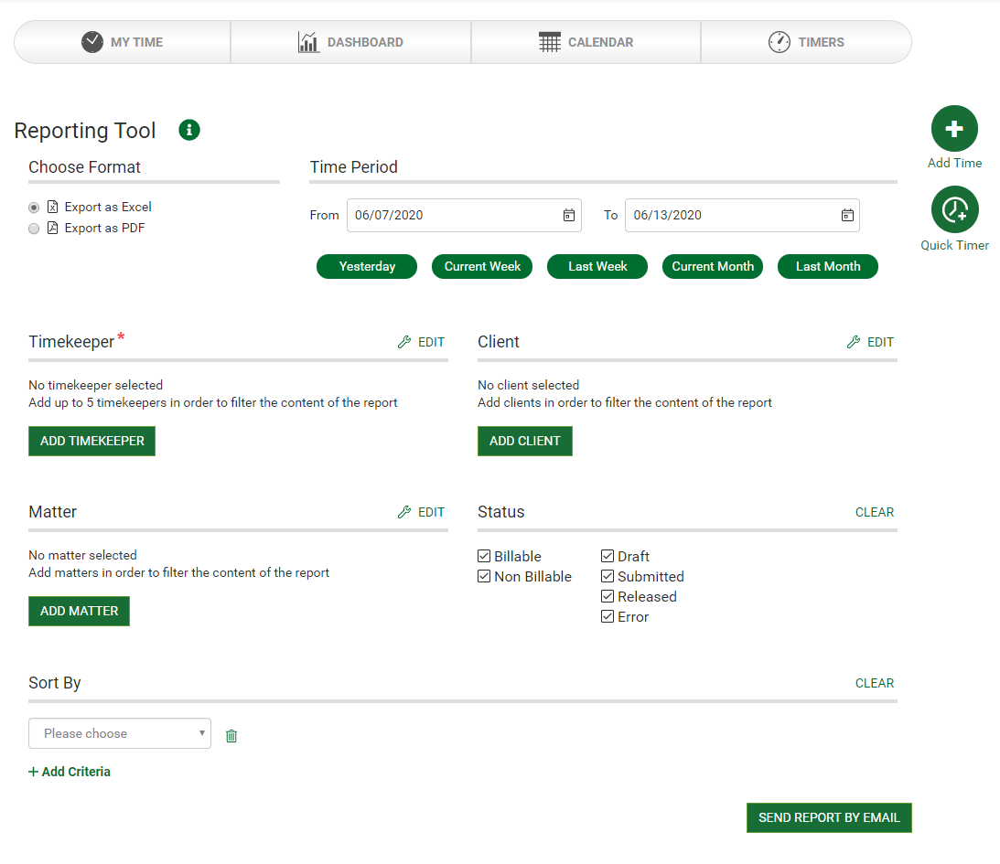 MY TIME
DASHBOARD
CALENDAR
TIMERS
Reporting Tool
Add Time
Quick Timer
Choose Format
Export as Excel
Export as PDF
Time Period
From 06/07/2020 To 06/13/2020
Yesterday Current Week Last Week Current Month Last Month
Timekeeper* EDIT
No timekeeper selected
Add up to 5 timekeepers in order to filter the content of the report
ADD TIMEKEEPER
Client EDIT
No client selected
Add clients in order to filter the content of the report
ADD CLIENT
Matter EDIT
No matter selected
Add matters in order to filter the content of the report
ADD MATTER
Status CLEAR
Billable
Non Billable
Draft
Submitted
Released
Error
Sort By CLEAR
Please choose
+ Add Criteria
SEND REPORT BY EMAIL